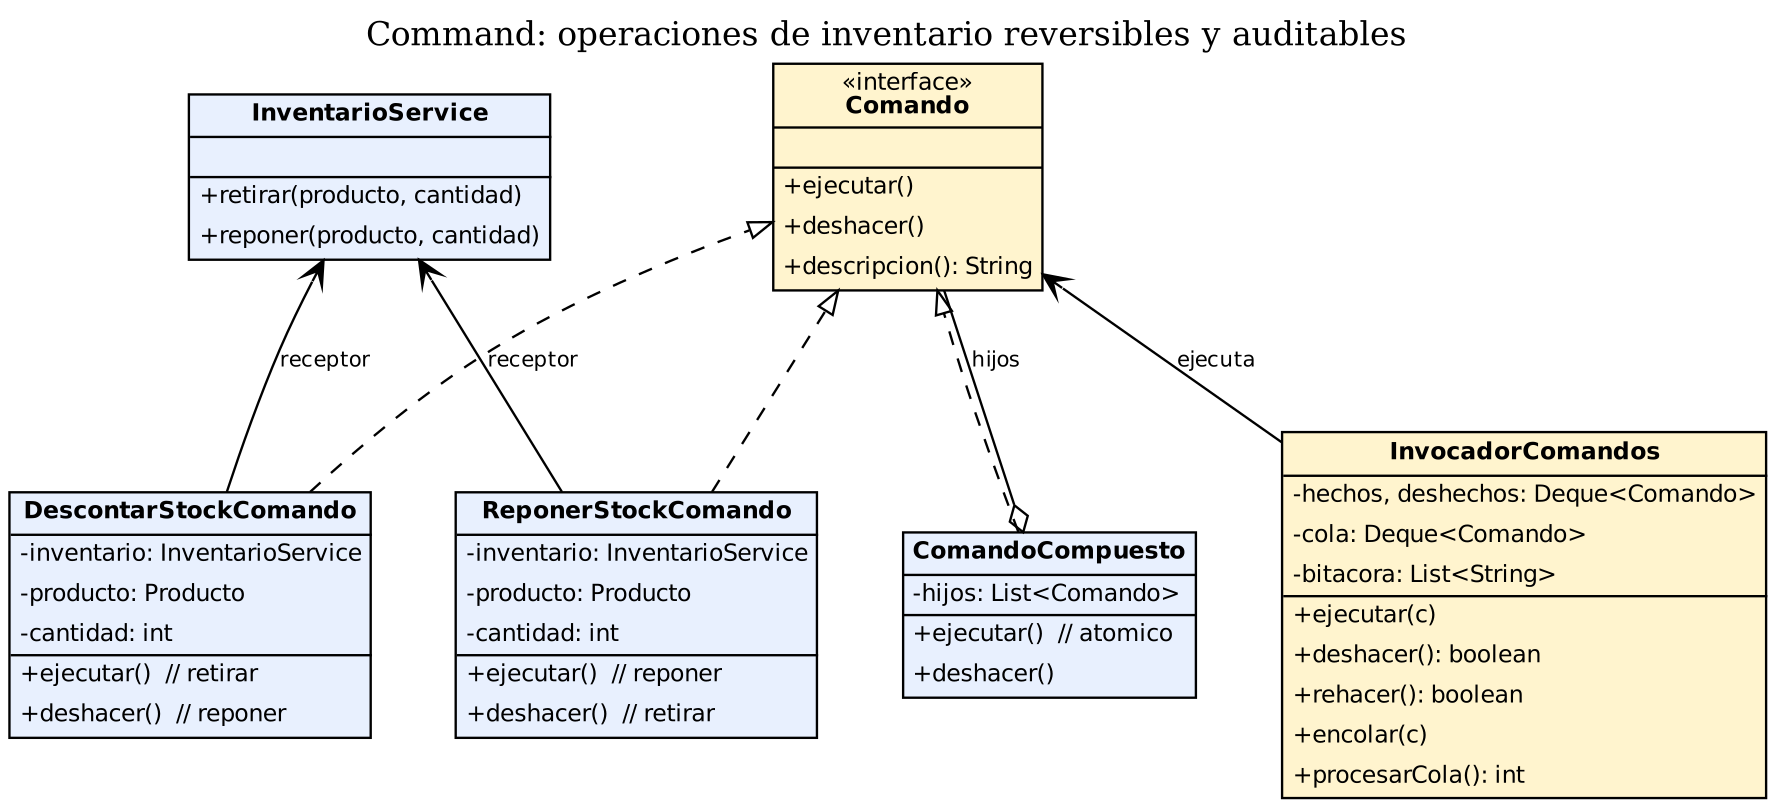 Command: operaciones de inventario reversibles y auditables
InventarioService
+retirar(producto, cantidad)
+reponer(producto, cantidad)
«interface»
Comando
+ejecutar()
+deshacer()
+descripcion(): String
receptor
receptor
hijos
ejecuta
DescontarStockComando
-inventario: InventarioService
-producto: Producto
-cantidad: int
+ejecutar()  // retirar
+deshacer()  // reponer
ReponerStockComando
-inventario: InventarioService
-producto: Producto
-cantidad: int
+ejecutar()  // reponer
+deshacer()  // retirar
ComandoCompuesto
-hijos: List<Comando>
+ejecutar()  // atomico
+deshacer()
InvocadorComandos
-hechos, deshechos: Deque<Comando>
-cola: Deque<Comando>
-bitacora: List<String>
+ejecutar(c)
+deshacer(): boolean
+rehacer(): boolean
+encolar(c)
+procesarCola(): int